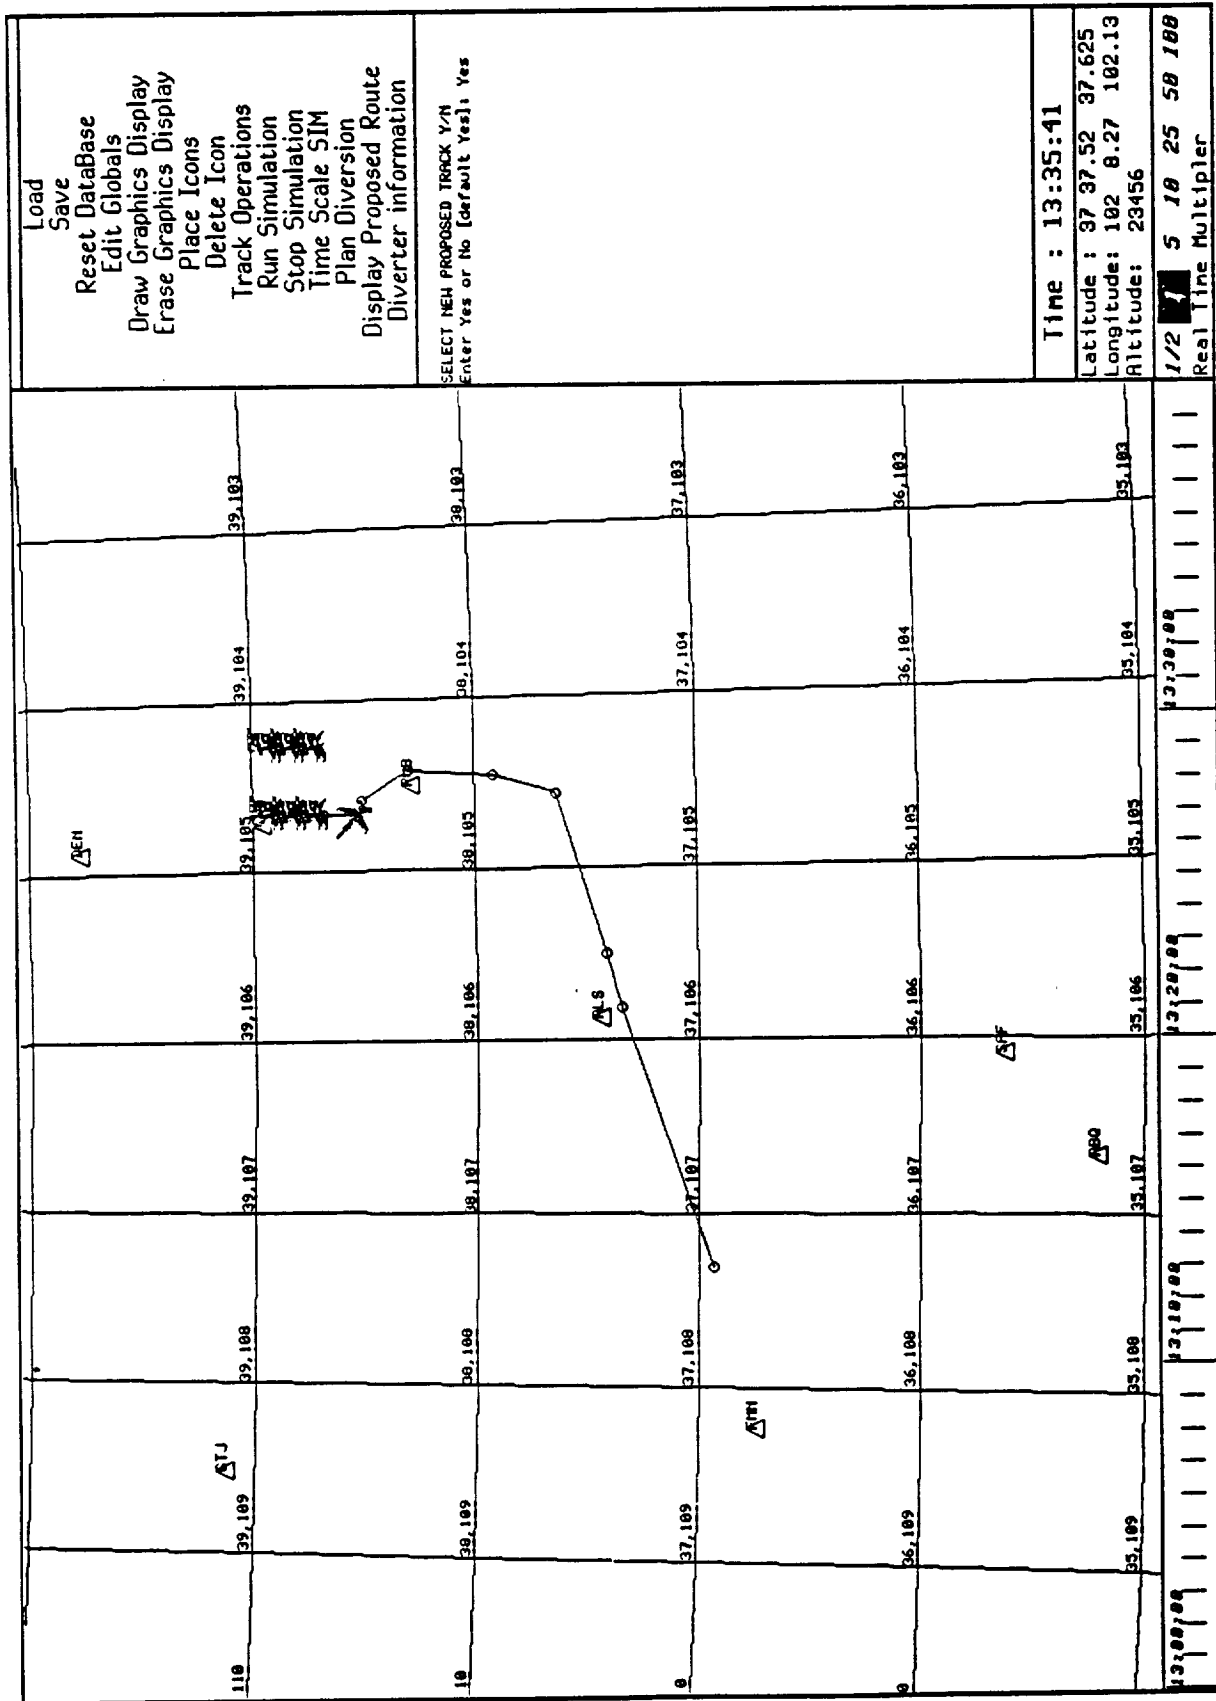 Load
Save
Reset DataBase
Edit Globals
Draw Graphics Display
Erase Graphics Display
Place Icons
Delete Icon
Track Operations
Run Simulation
Stop Simulation
Time Scale SIM
Plan Diversion
Display Proposed Route
Diverter information
SELECT NEW PROPOSED TRACK Y/N
Enter Yes or No [default Yes]: Yes
Time : 13:35:41
Latitude : 37 37.52 37.625
Longitude: 102 8.27 102.13
Altitude: 23456
1/2 1 5 10 25 50 100
Real Time Multipler
DEN
110 39,109 39,108 39,107 39,106 39,105 39,104 39,103
GTJ
PUB
10 38,109 38,108 38,107 38,106 38,105 38,104 38,103
ALS
0 37,109 37,108 37,107 37,106 37,105 37,104 37,103
FMN
0 36,109 36,108 36,107 36,106 36,105 36,104 36,103
SAF
ABQ
35,109 35,108 35,107 35,106 35,105 35,104 35,103
13:00:00 13:10:00 13:20:00 13:30:00